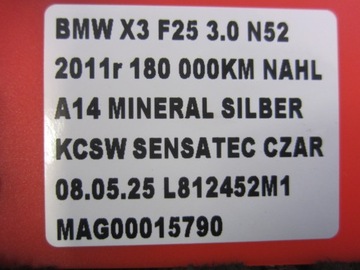 BMW X3 F25 3.0 N52
2011r 180 000KM NAHL
A14 MINERAL SILBER
KCSW SENSATEC CZAR
08.05.25 L812452M1
MAG00015790